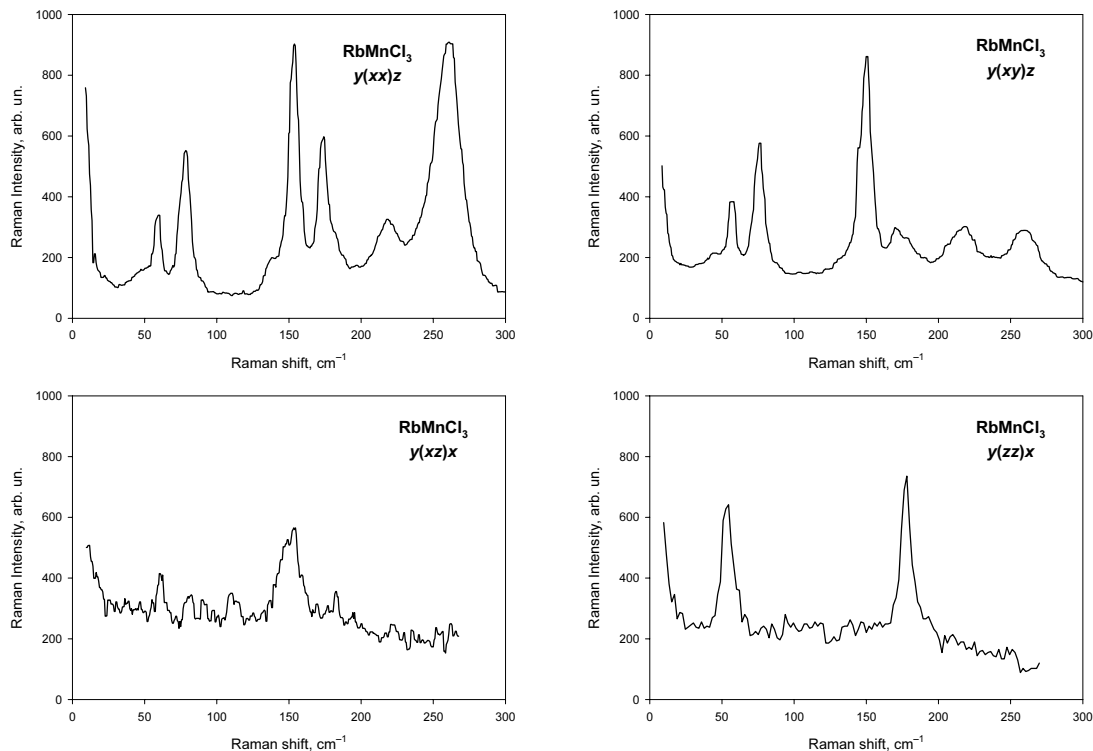 1000
800
600
400
200
0
Raman Intensity, arb. un.
RbMnCl₃
y(xx)z
0 50 100 150 200 250 300
Raman shift, cm⁻¹
1000
800
600
400
200
0
Raman Intensity, arb. un.
RbMnCl₃
y(xy)z
0 50 100 150 200 250 300
Raman shift, cm⁻¹
1000
800
600
400
200
0
Raman Intensity, arb. un.
RbMnCl₃
y(xz)x
0 50 100 150 200 250 300
Raman shift, cm⁻¹
1000
800
600
400
200
0
Raman Intensity, arb. un.
RbMnCl₃
y(zz)x
0 50 100 150 200 250 300
Raman shift, cm⁻¹